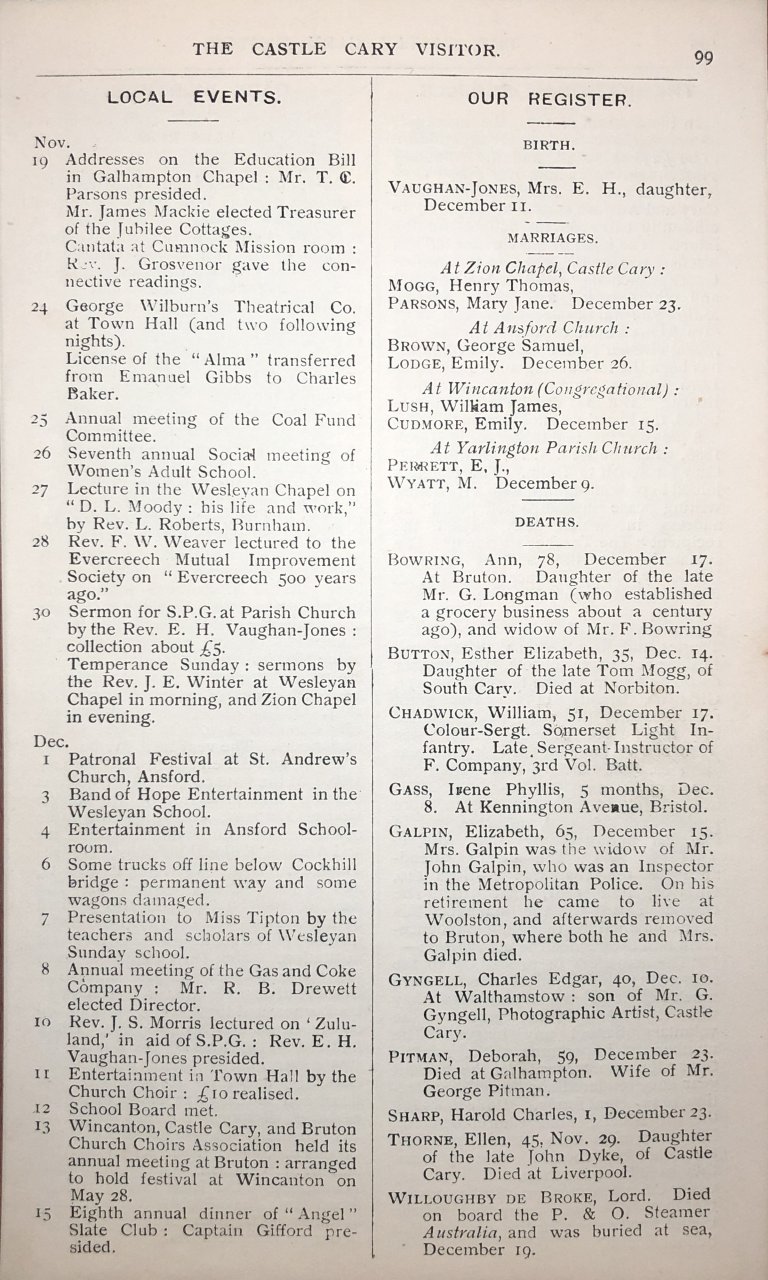 THE CASTLE CARY VISITOR.
99
LOCAL EVENTS.
Nov.
19 Addresses on the Education Bill
in Galhampton Chapel : Mr. T. C.
Parsons presided.
Mr. James Mackie elected Treasurer
of the Jubilee Cottages.
Cantata at Cumnock Mission room :
Rev. J. Grosvenor gave the con-
nective readings.
24 George Wilburn's Theatrical Co.
at Town Hall (and two following
nights).
License of the "Alma" transferred
from Emanuel Gibbs to Charles
Baker.
25 Annual meeting of the Coal Fund
Committee.
26 Seventh annual Social meeting of
Women's Adult School.
27 Lecture in the Wesleyan Chapel on
"D. L. Moody : his life and work,"
by Rev. L. Roberts, Burnham.
28 Rev. F. W. Weaver lectured to the
Evercreech Mutual Improvement
Society on "Evercreech 500 years
ago."
30 Sermon for S.P.G. at Parish Church
by the Rev. E. H. Vaughan-Jones :
collection about £5.
Temperance Sunday : sermons by
the Rev. J. E. Winter at Wesleyan
Chapel in morning, and Zion Chapel
in evening.
Dec.
1 Patronal Festival at St. Andrew's
Church, Ansford.
3 Band of Hope Entertainment in the
Wesleyan School.
4 Entertainment in Ansford School-
room.
6 Some trucks off line below Cockhill
bridge : permanent way and some
wagons damaged.
7 Presentation to Miss Tipton by the
teachers and scholars of Wesleyan
Sunday school.
8 Annual meeting of the Gas and Coke
Company : Mr. R. B. Drewett
elected Director.
10 Rev. J. S. Morris lectured on 'Zulu-
land,' in aid of S.P.G. : Rev. E. H.
Vaughan-Jones presided.
11 Entertainment in Town Hall by the
Church Choir : £10 realised.
12 School Board met.
13 Wincanton, Castle Cary, and Bruton
Church Choirs Association held its
annual meeting at Bruton : arranged
to hold festival at Wincanton on
May 28.
15 Eighth annual dinner of "Angel"
Slate Club : Captain Gifford pre-
sided.
OUR REGISTER.
BIRTH.
VAUGHAN-JONES, Mrs. E. H., daughter,
December 11.
MARRIAGES.
At Zion Chapel, Castle Cary :
MOGG, Henry Thomas,
PARSONS, Mary Jane. December 23.
At Ansford Church :
BROWN, George Samuel,
LODGE, Emily. December 26.
At Wincanton (Congregational) :
LUSH, William James,
CUDMORE, Emily. December 15.
At Yarlington Parish Church :
PERRETT, E, J.,
WYATT, M. December 9.
DEATHS.
BOWRING, Ann, 78, December 17.
At Bruton. Daughter of the late
Mr. G. Longman (who established
a grocery business about a century
ago), and widow of Mr. F. Bowring
BUTTON, Esther Elizabeth, 35, Dec. 14.
Daughter of the late Tom Mogg, of
South Cary. Died at Norbiton.
CHADWICK, William, 51, December 17.
Colour-Sergt. Somerset Light In-
fantry. Late Sergeant-Instructor of
F. Company, 3rd Vol. Batt.
GASS, Irene Phyllis, 5 months, Dec.
8. At Kennington Avenue, Bristol.
GALPIN, Elizabeth, 65, December 15.
Mrs. Galpin was the widow of Mr.
John Galpin, who was an Inspector
in the Metropolitan Police. On his
retirement he came to live at
Woolston, and afterwards removed
to Bruton, where both he and Mrs.
Galpin died.
GYNGELL, Charles Edgar, 40, Dec. 10.
At Walthamstow : son of Mr. G.
Gyngell, Photographic Artist, Castle
Cary.
PITMAN, Deborah, 59, December 23.
Died at Galhampton. Wife of Mr.
George Pitman.
SHARP, Harold Charles, 1, December 23.
THORNE, Ellen, 45, Nov. 29. Daughter
of the late John Dyke, of Castle
Cary. Died at Liverpool.
WILLOUGHBY DE BROKE, Lord. Died
on board the P. & O. Steamer
Australia, and was buried at sea,
December 19.